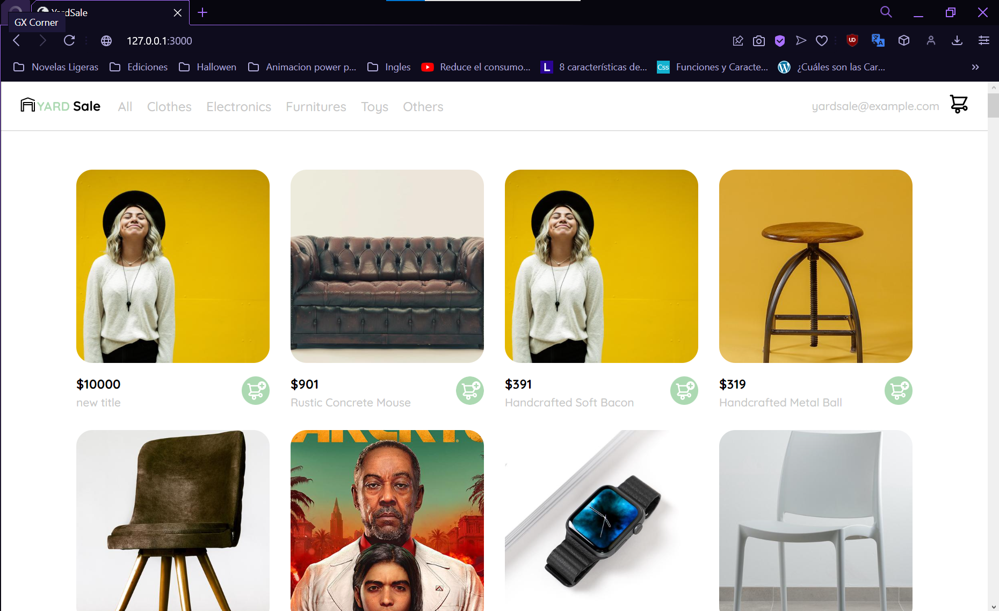 YardSale
GX Corner
127.0.0.1:3000
Novelas Ligeras Ediciones Hallowen Animacion power p... Ingles Reduce el consumo... L 8 características de... Css Funciones y Caracte... ¿Cuáles son las Car...
YARD Sale All Clothes Electronics Furnitures Toys Others yardsale@example.com
$10000 $901 $391 $319
new title Rustic Concrete Mouse Handcrafted Soft Bacon Handcrafted Metal Ball